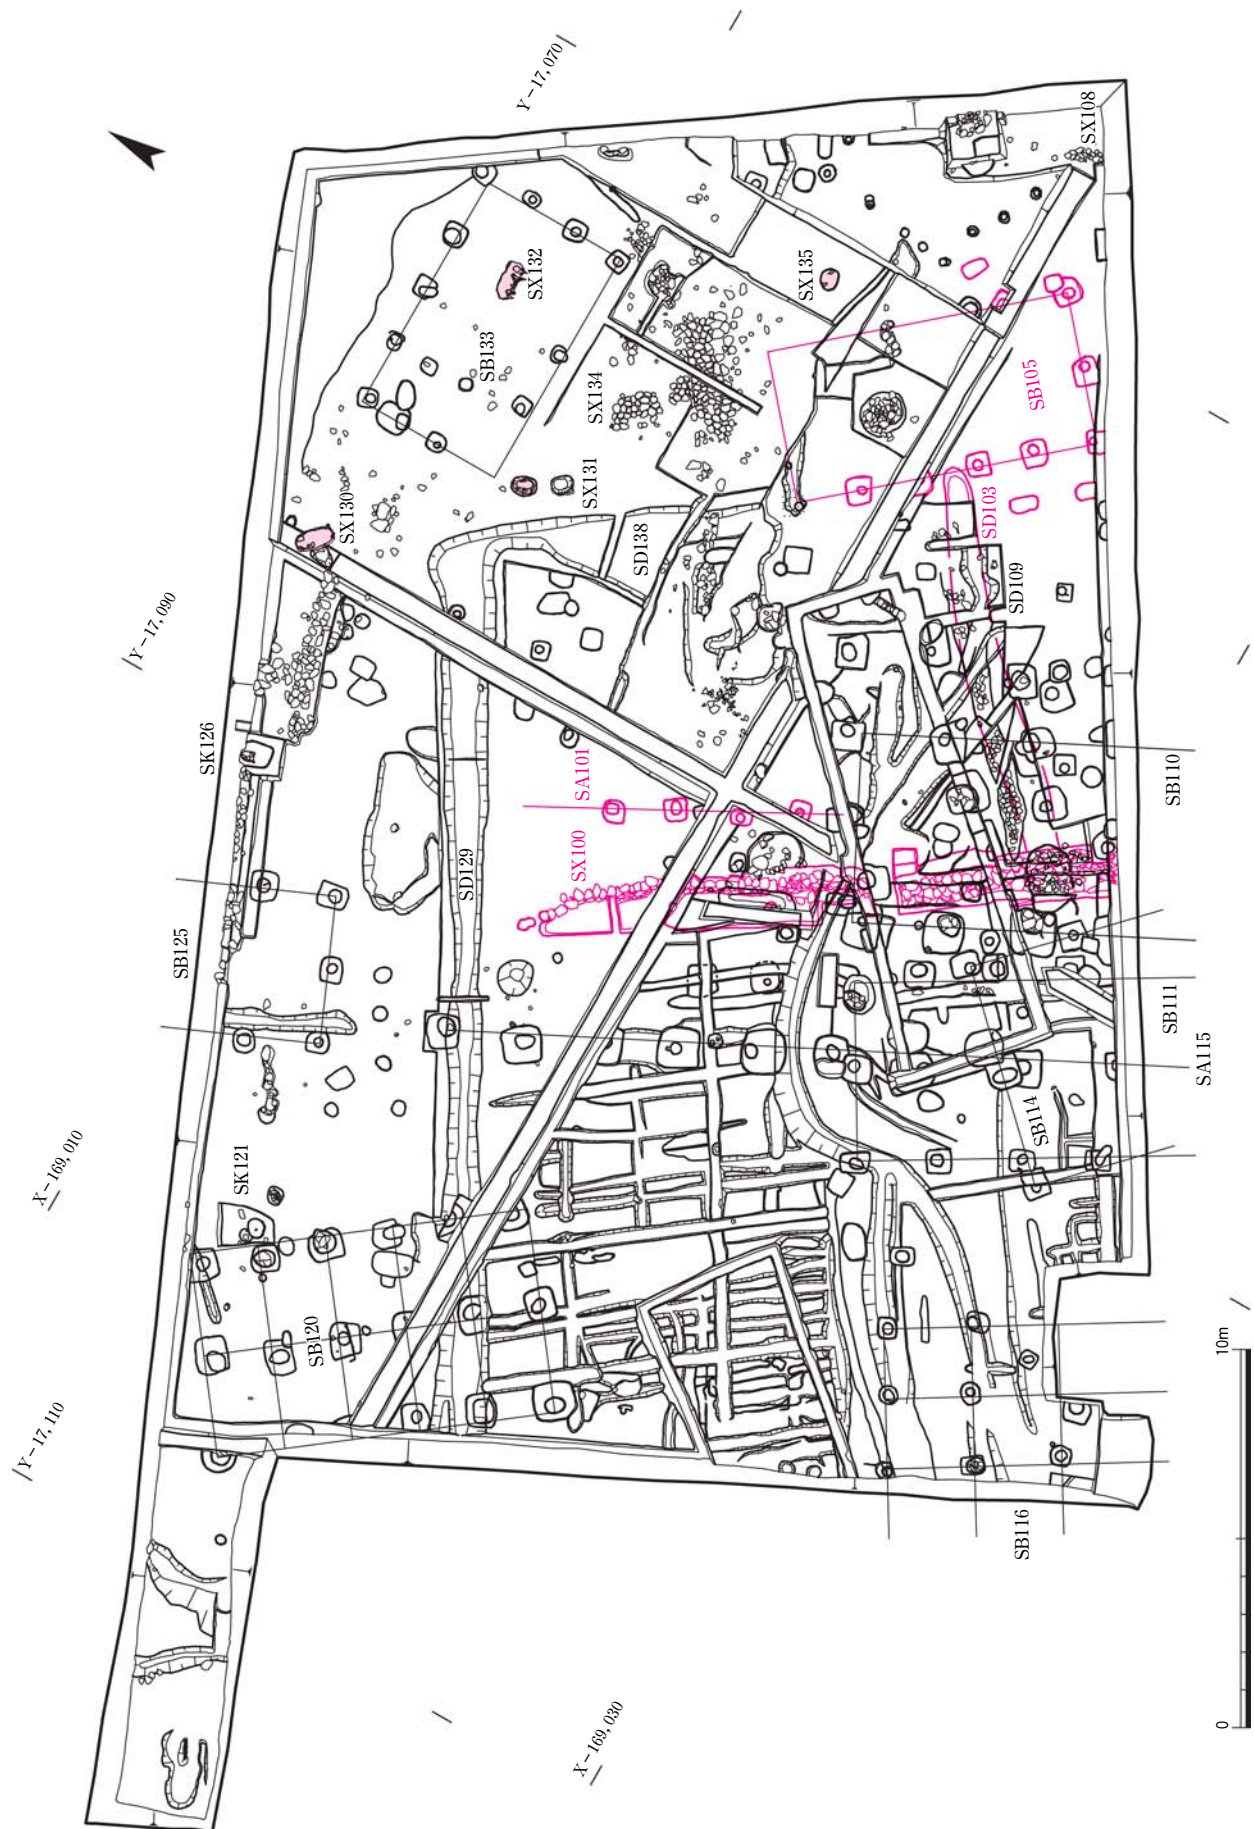 Y−17,070
SX108
SX132
SX135
SB133
SX134
SB105
SX131
SX130
SD103
SD138
SD109
Y−17,090
SK126
SA101
SB110
SX100
SD129
SB125
SB111
SA115
SB114
X−169,010
SK121
SB120
10m
Y−17,110
SB116
X−169,030
0